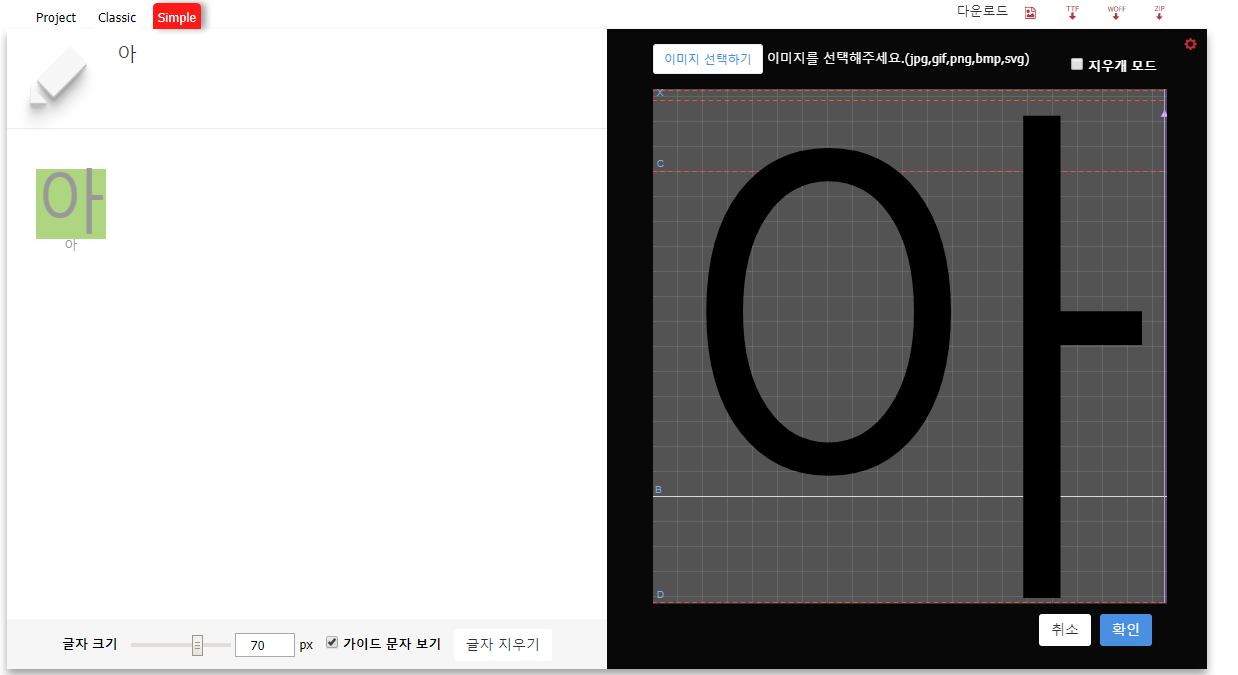 Project Classic Simple
다운로드 TTF WOFF ZIP
아
이미지 선택하기 이미지를 선택해주세요.(jpg,gif,png,bmp,svg) 지우개 모드
X
C
아
아
아
B
D
취소 확인
글자 크기 70 px 가이드 문자 보기 글자 지우기